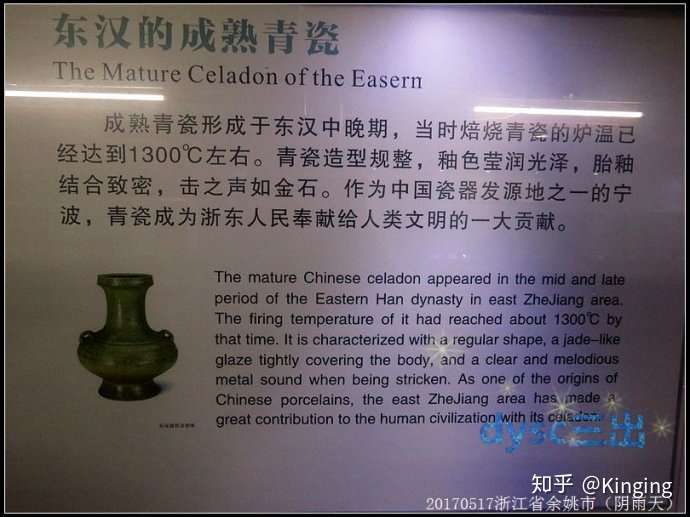 东汉的成熟青瓷
The Mature Celadon of the Easern
成熟青瓷形成于东汉中晚期，当时焙烧青瓷的炉温已
经达到1300℃左右。青瓷造型规整，釉色莹润光泽，胎釉
结合致密，击之声如金石。作为中国瓷器发源地之一的宁
波，青瓷成为浙东人民奉献给人类文明的一大贡献。
The mature Chinese celadon appeared in the mid and late
period of the Eastern Han dynasty in east ZheJiang area.
The firing temperature of it had reached about 1300℃ by
that time. It is characterized with a regular shape, a jade-like
glaze tightly covering the body, and a clear and melodious
metal sound when being stricken. As one of the origins of
Chinese porcelains, the east ZheJiang area has made a
great contribution to the human civilization with its celadon.
dysc兰出
知乎 @Kinging
20170517浙江省余姚市（阴雨天）